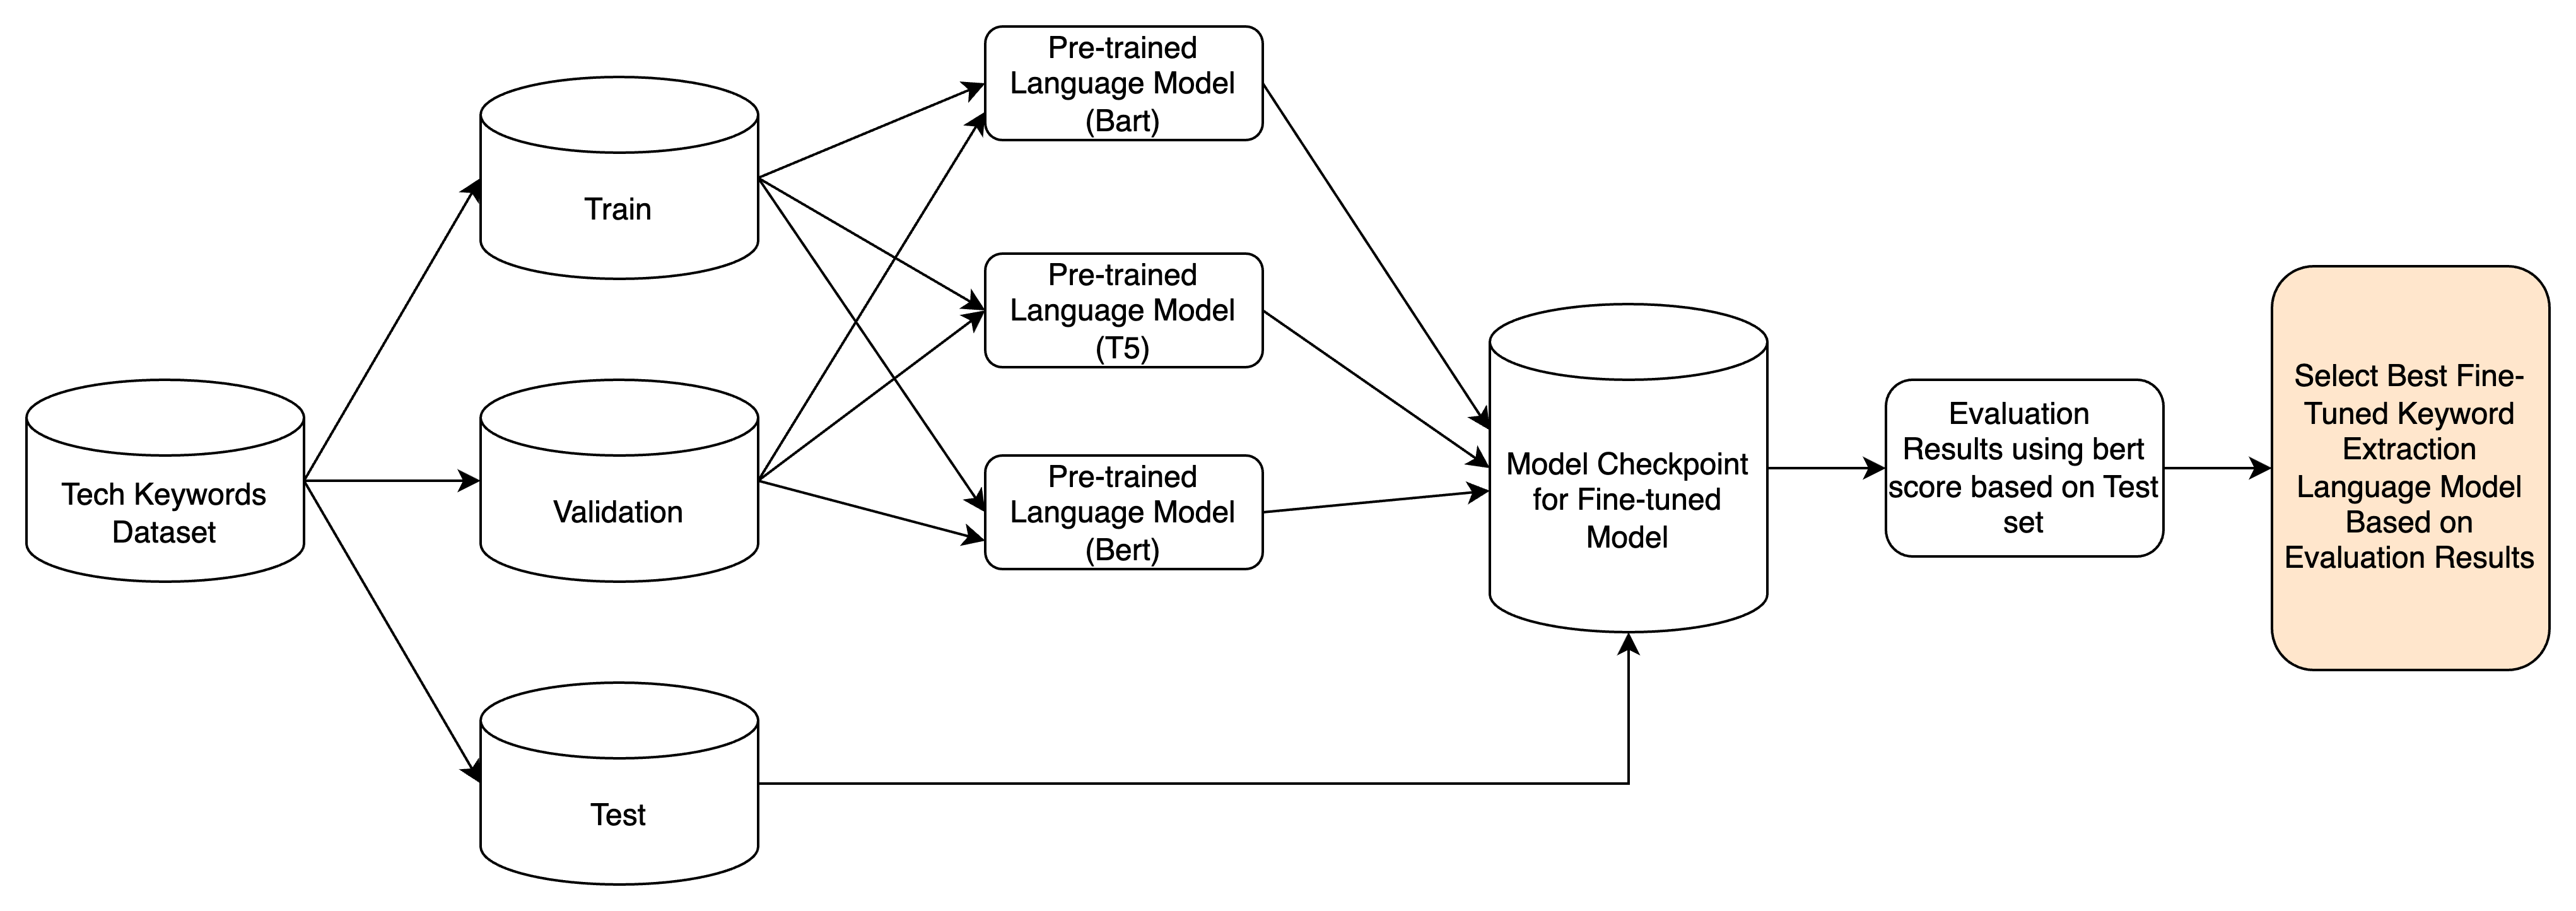 Tech Keywords
Dataset
Train
Validation
Test
Pre-trained
Language Model
(Bart)
Pre-trained
Language Model
(T5)
Pre-trained
Language Model
(Bert)
Model Checkpoint
for Fine-tuned
Model
Evaluation
Results using bert
score based on Test
set
Select Best Fine-
Tuned Keyword
Extraction
Language Model
Based on
Evaluation Results